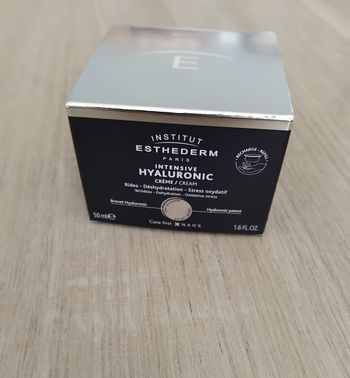 E
INSTITUT
ESTHEDERM
PARIS
INTENSIVE
HYALURONIC
CRÈME / CREAM
Rides - Déshydratation - Stress oxydatif
Wrinkles - Dehydration - Oxidative stress
RECHARGE - REFILL
Brevet Hyaluronic
Hyaluronic patent
50 ml e
Care first. NAOS
1.6 FL.OZ.